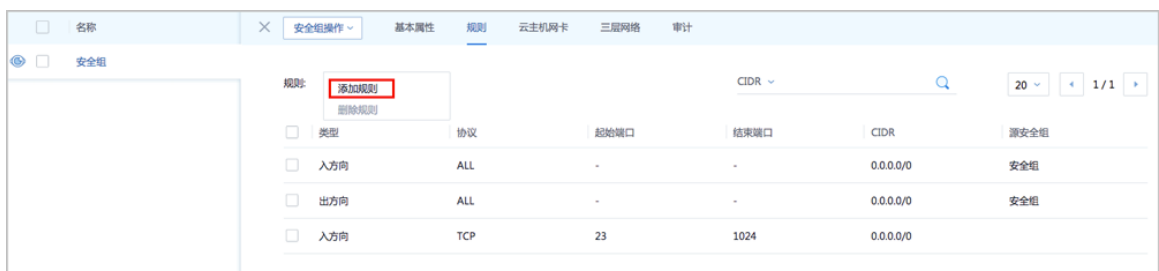 名称
安全组操作 基本属性 规则 云主机网卡 三层网络 审计
安全组
规则: 添加规则 CIDR 20 1 / 1
删除规则
类型 协议 起始端口 结束端口 CIDR 源安全组
入方向 ALL - - 0.0.0.0/0 安全组
出方向 ALL - - 0.0.0.0/0 安全组
入方向 TCP 23 1024 0.0.0.0/0